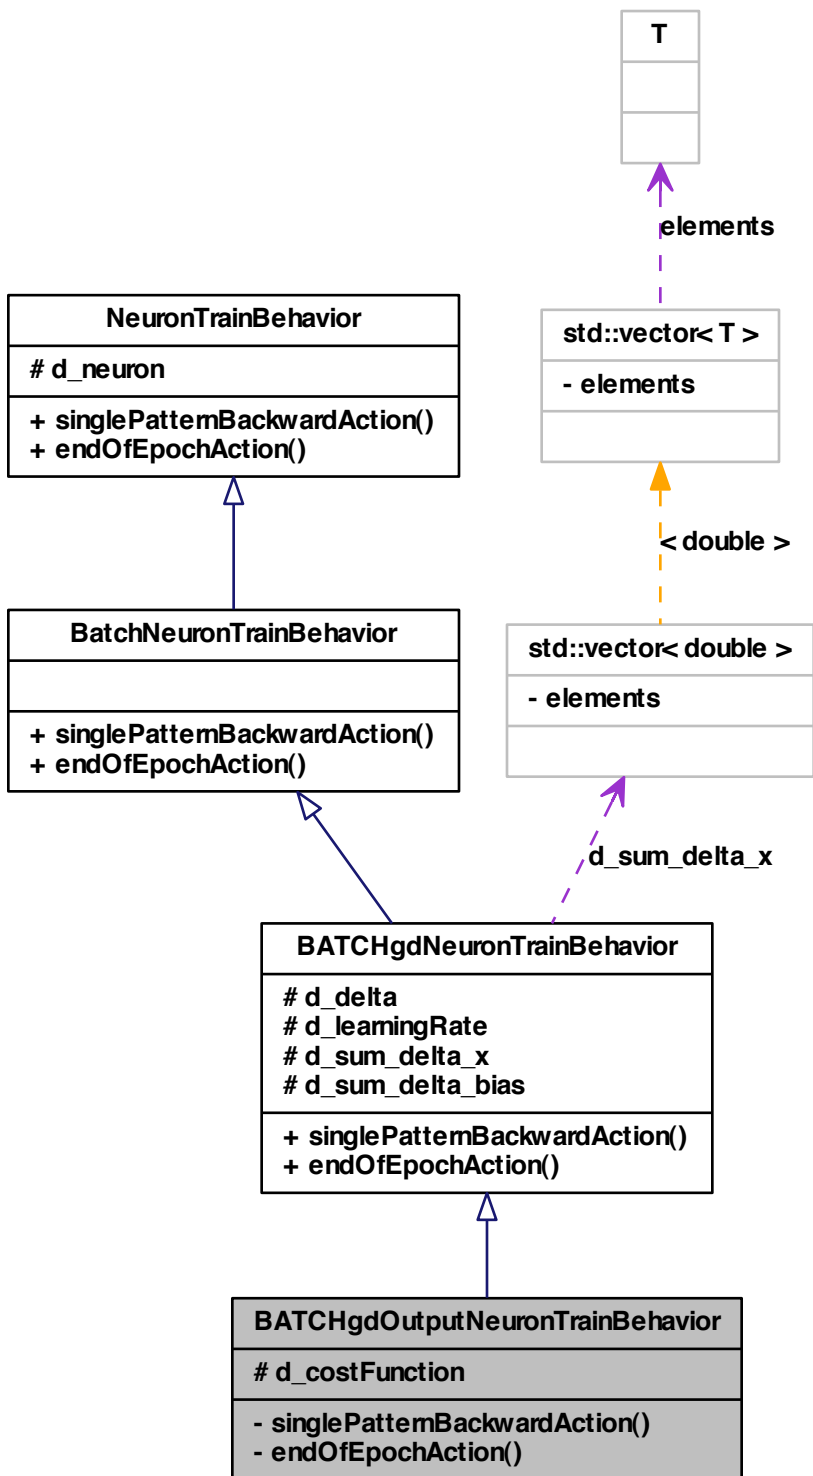 T
elements
NeuronTrainBehavior
# d_neuron
+ singlePatternBackwardAction()
+ endOfEpochAction()
std::vector< T >
- elements
< double >
BatchNeuronTrainBehavior
+ singlePatternBackwardAction()
+ endOfEpochAction()
std::vector< double >
- elements
d_sum_delta_x
BATCHgdNeuronTrainBehavior
# d_delta
# d_learningRate
# d_sum_delta_x
# d_sum_delta_bias
+ singlePatternBackwardAction()
+ endOfEpochAction()
BATCHgdOutputNeuronTrainBehavior
# d_costFunction
- singlePatternBackwardAction()
- endOfEpochAction()